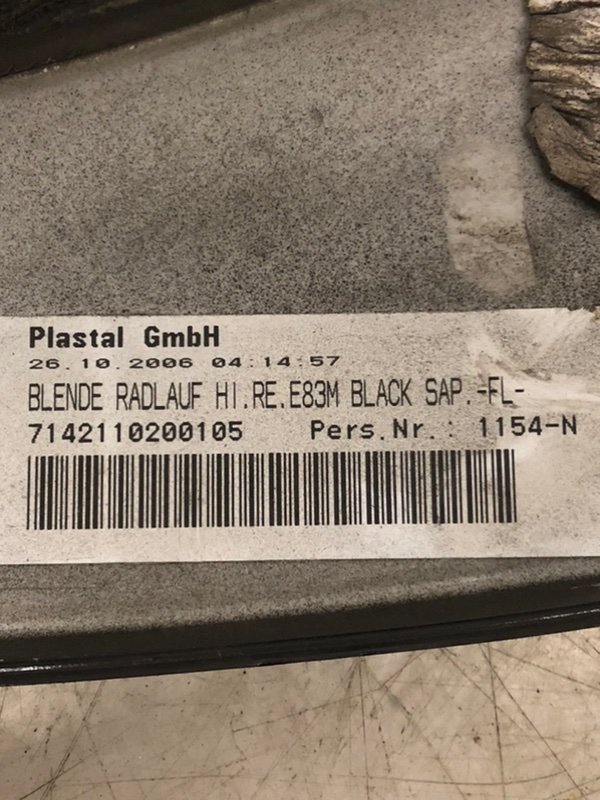 Plastal GmbH
26.10.2006 04:14:57
BLENDE RADLAUF HI.RE.E83M BLACK SAP.-FL-
7142110200105 Pers.Nr.: 1154-N